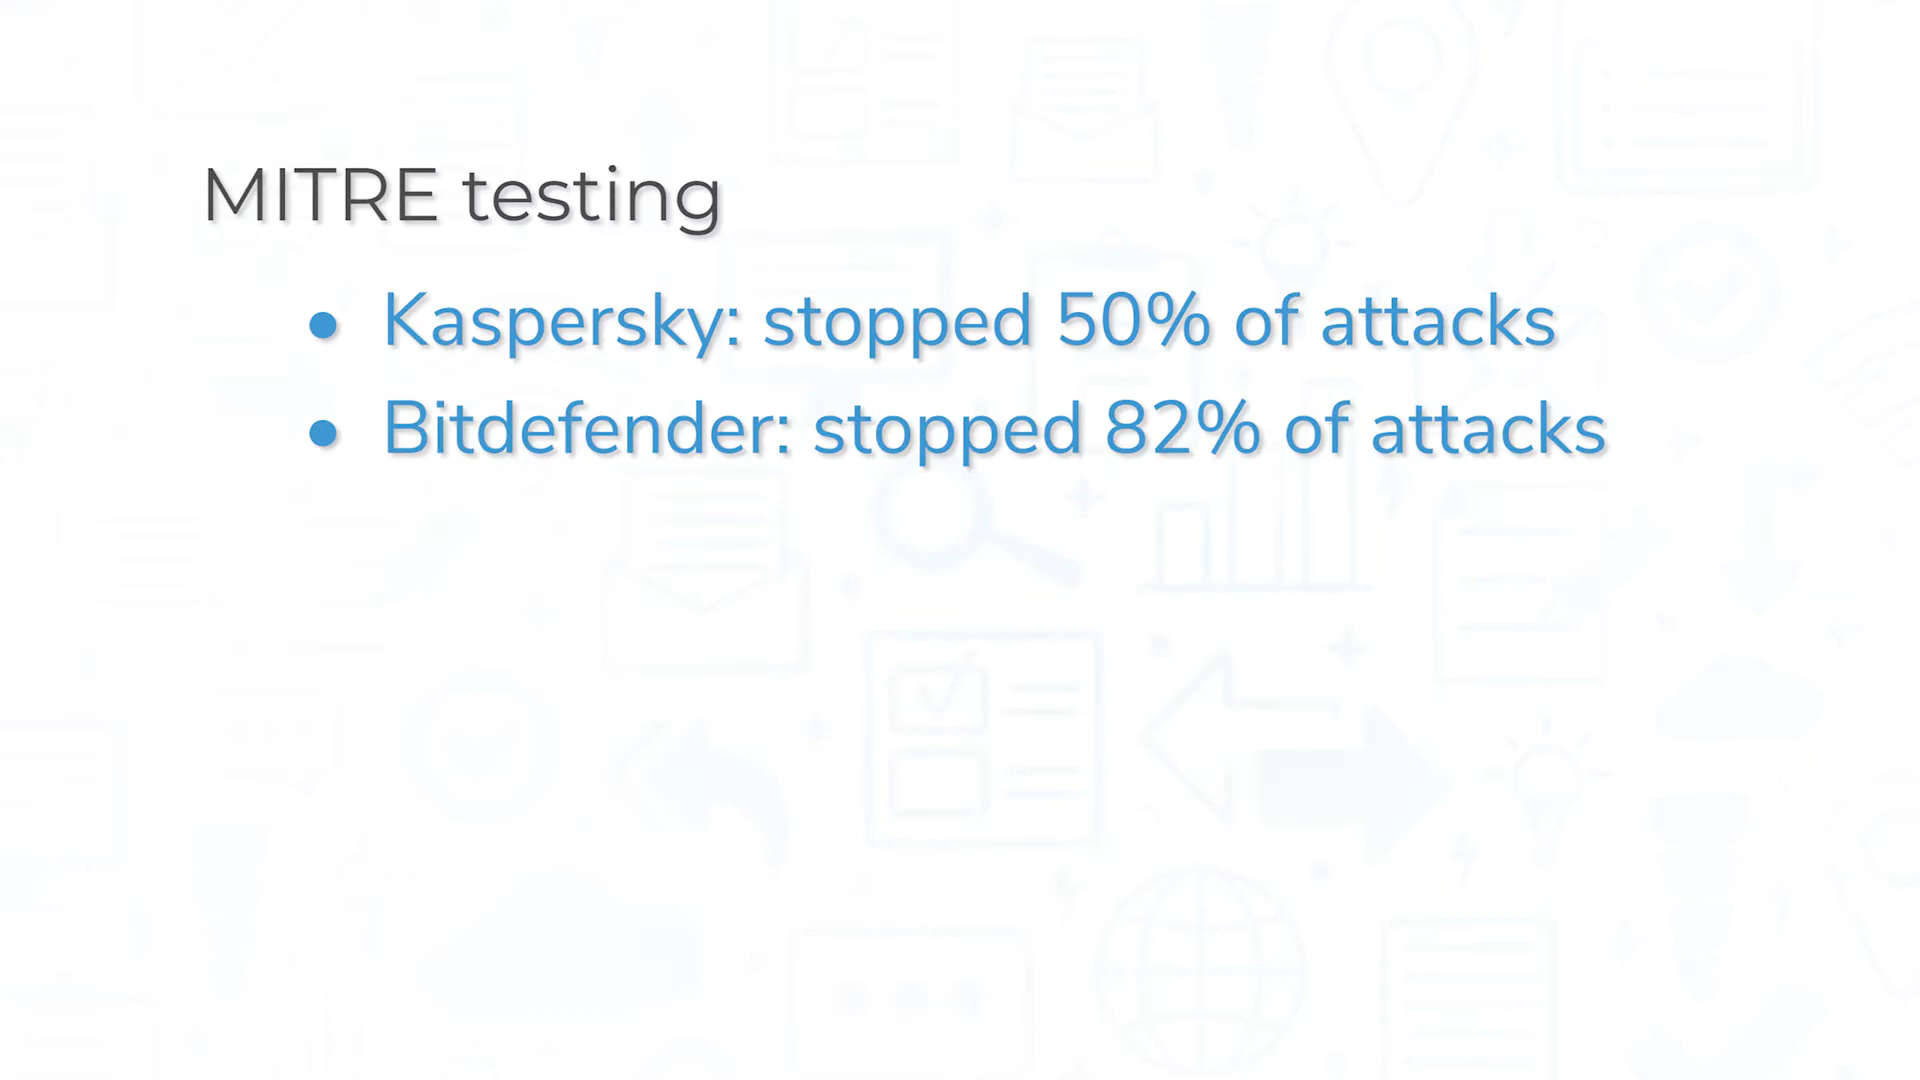 MITRE testing
• Kaspersky: stopped 50% of attacks
• Bitdefender: stopped 82% of attacks